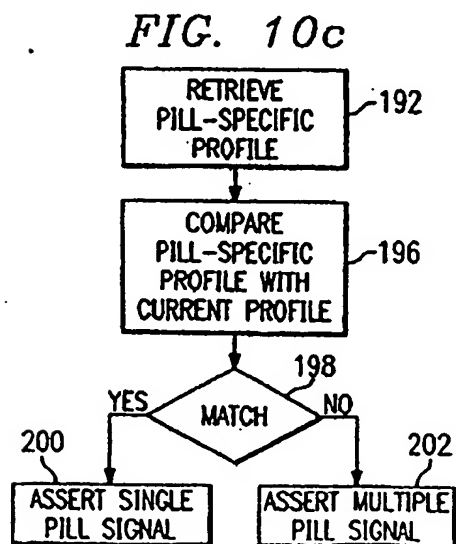 FIG. 10c
RETRIEVE
PILL-SPECIFIC
PROFILE
192
COMPARE
PILL-SPECIFIC
PROFILE WITH
CURRENT PROFILE
196
198
YES
MATCH
NO
200
202
ASSERT SINGLE
PILL SIGNAL
ASSERT MULTIPLE
PILL SIGNAL